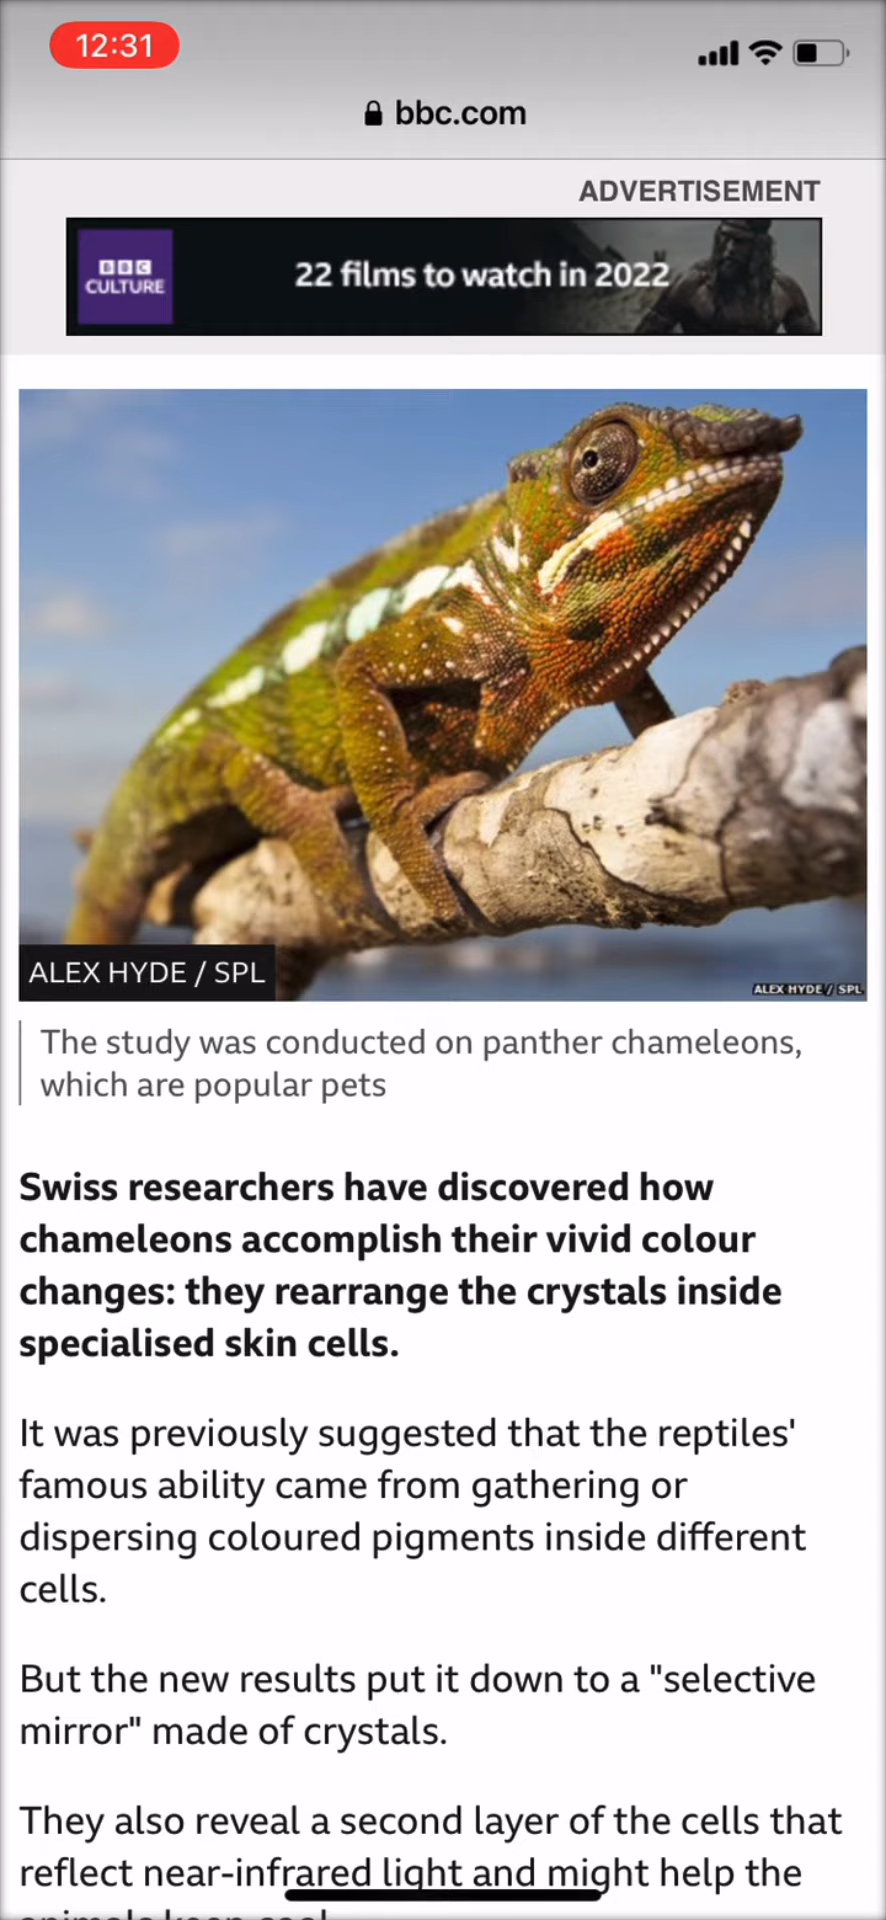 12:31
bbc.com
ADVERTISEMENT
BBC
CULTURE
22 films to watch in 2022
ALEX HYDE / SPL
ALEX HYDE / SPL
The study was conducted on panther chameleons,
which are popular pets
Swiss researchers have discovered how
chameleons accomplish their vivid colour
changes: they rearrange the crystals inside
specialised skin cells.
It was previously suggested that the reptiles'
famous ability came from gathering or
dispersing coloured pigments inside different
cells.
But the new results put it down to a "selective
mirror" made of crystals.
They also reveal a second layer of the cells that
reflect near-infrared light and might help the